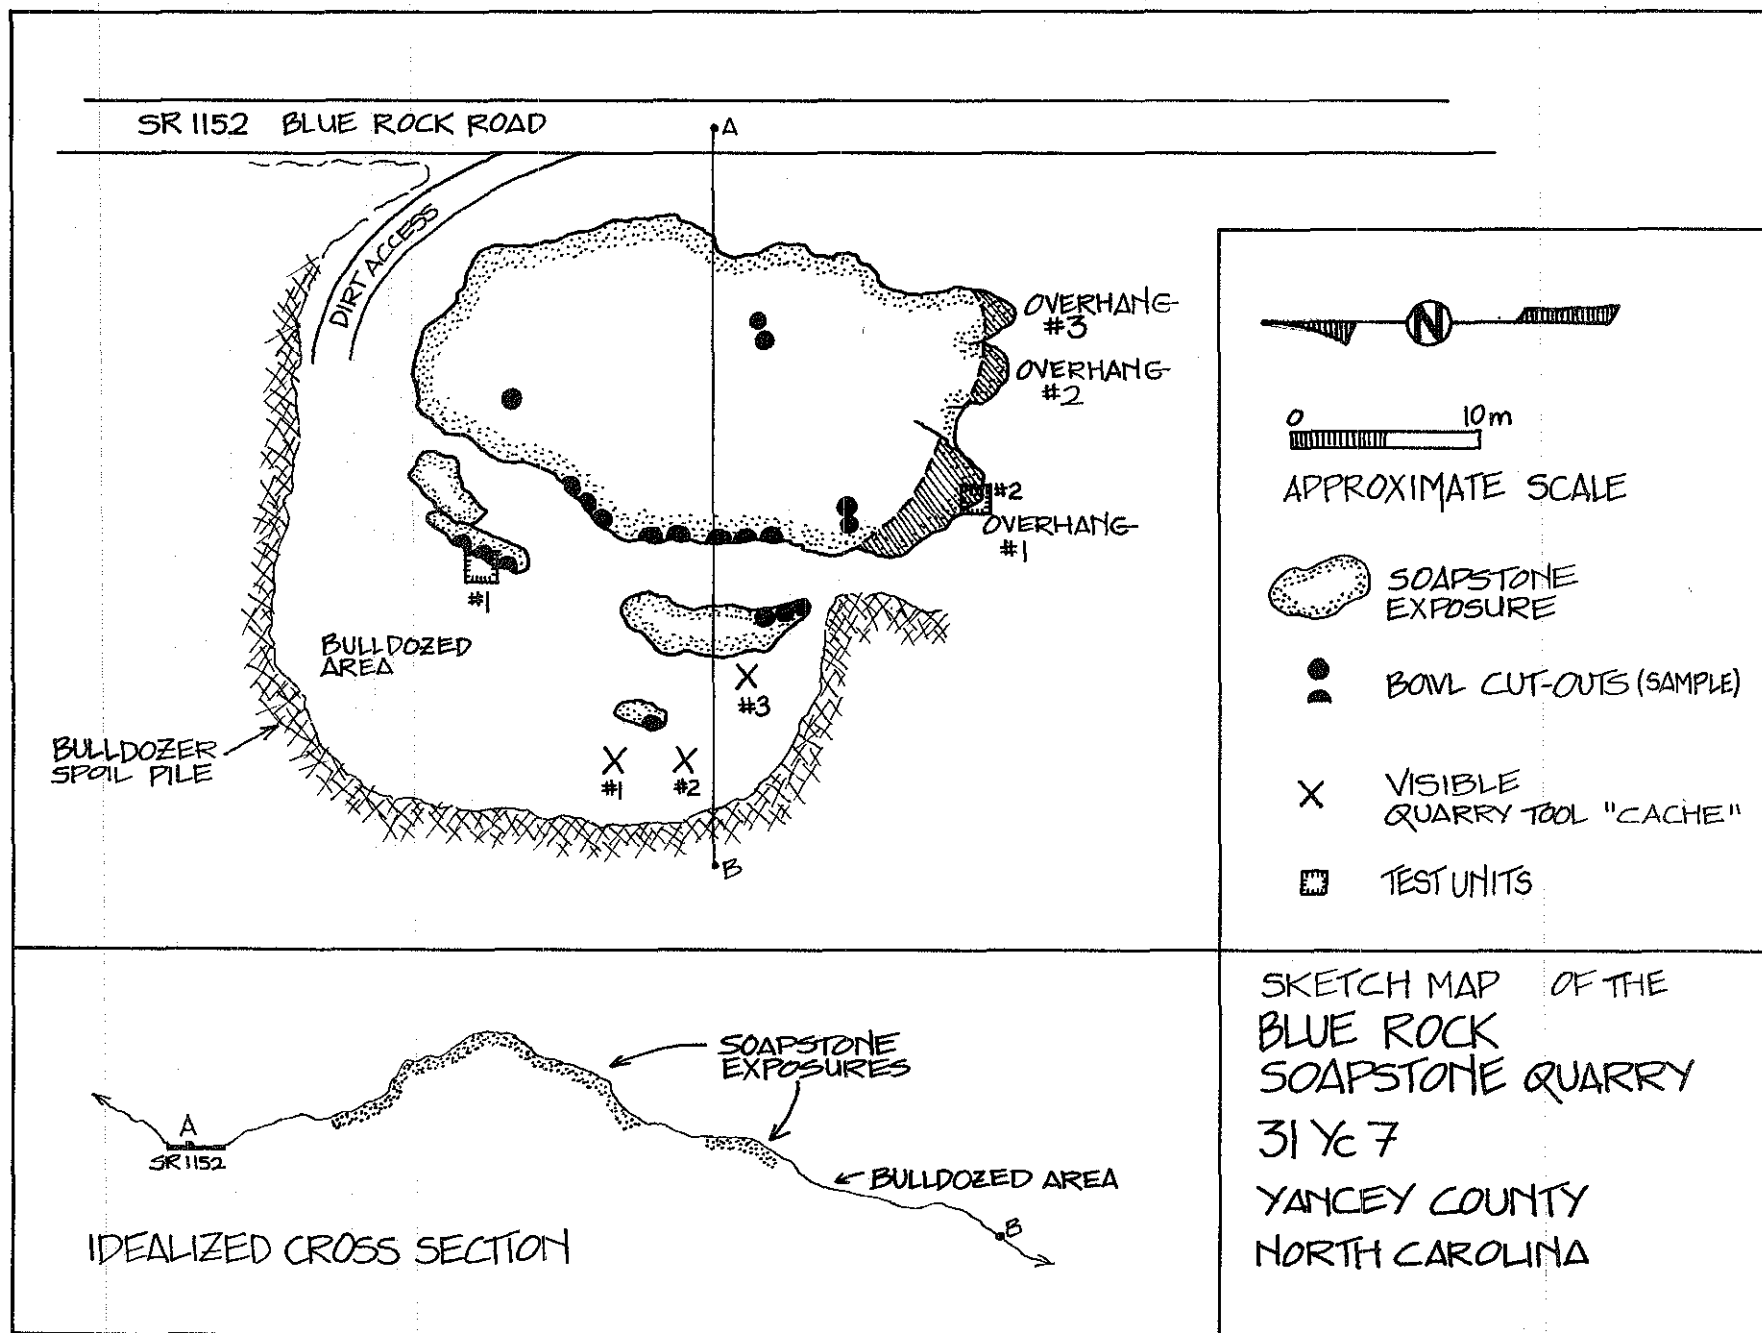 SR 1152 BLUE ROCK ROAD
A
DIRT ACCESS
OVERHANG
#3
OVERHANG
#2
#2
OVERHANG
#1
#1
BULLDOZED
AREA
#3
BULLDOZER
SPOIL PILE
#1
#2
B
N
0 10m
APPROXIMATE SCALE
SOAPSTONE
EXPOSURE
BOWL CUT-OUTS (SAMPLE)
VISIBLE
QUARRY TOOL "CACHE"
TEST UNITS
SOAPSTONE
EXPOSURES
A
SR 1152
BULLDOZED AREA
B
IDEALIZED CROSS SECTION
SKETCH MAP OF THE
BLUE ROCK
SOAPSTONE QUARRY
31 Yc 7
YANCEY COUNTY
NORTH CAROLINA